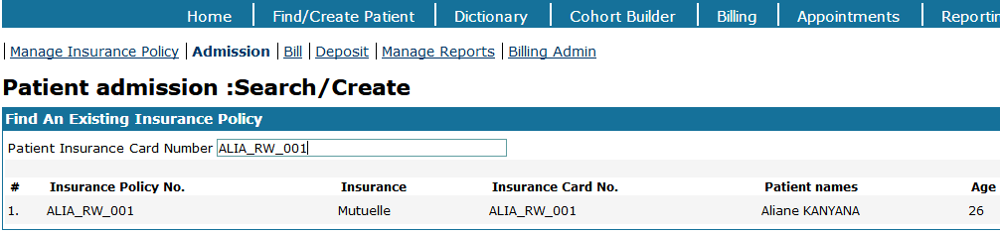 Home Find/Create Patient Dictionary Cohort Builder Billing Appointments
Manage Insurance Policy Admission Bill Deposit Manage Reports Billing Admin
Patient admission :Search/Create
Find An Existing Insurance Policy
Patient Insurance Card Number ALIA_RW_001
# Insurance Policy No. Insurance Insurance Card No. Patient names Age
1. ALIA_RW_001 Mutuelle ALIA_RW_001 Aliane KANYANA 26